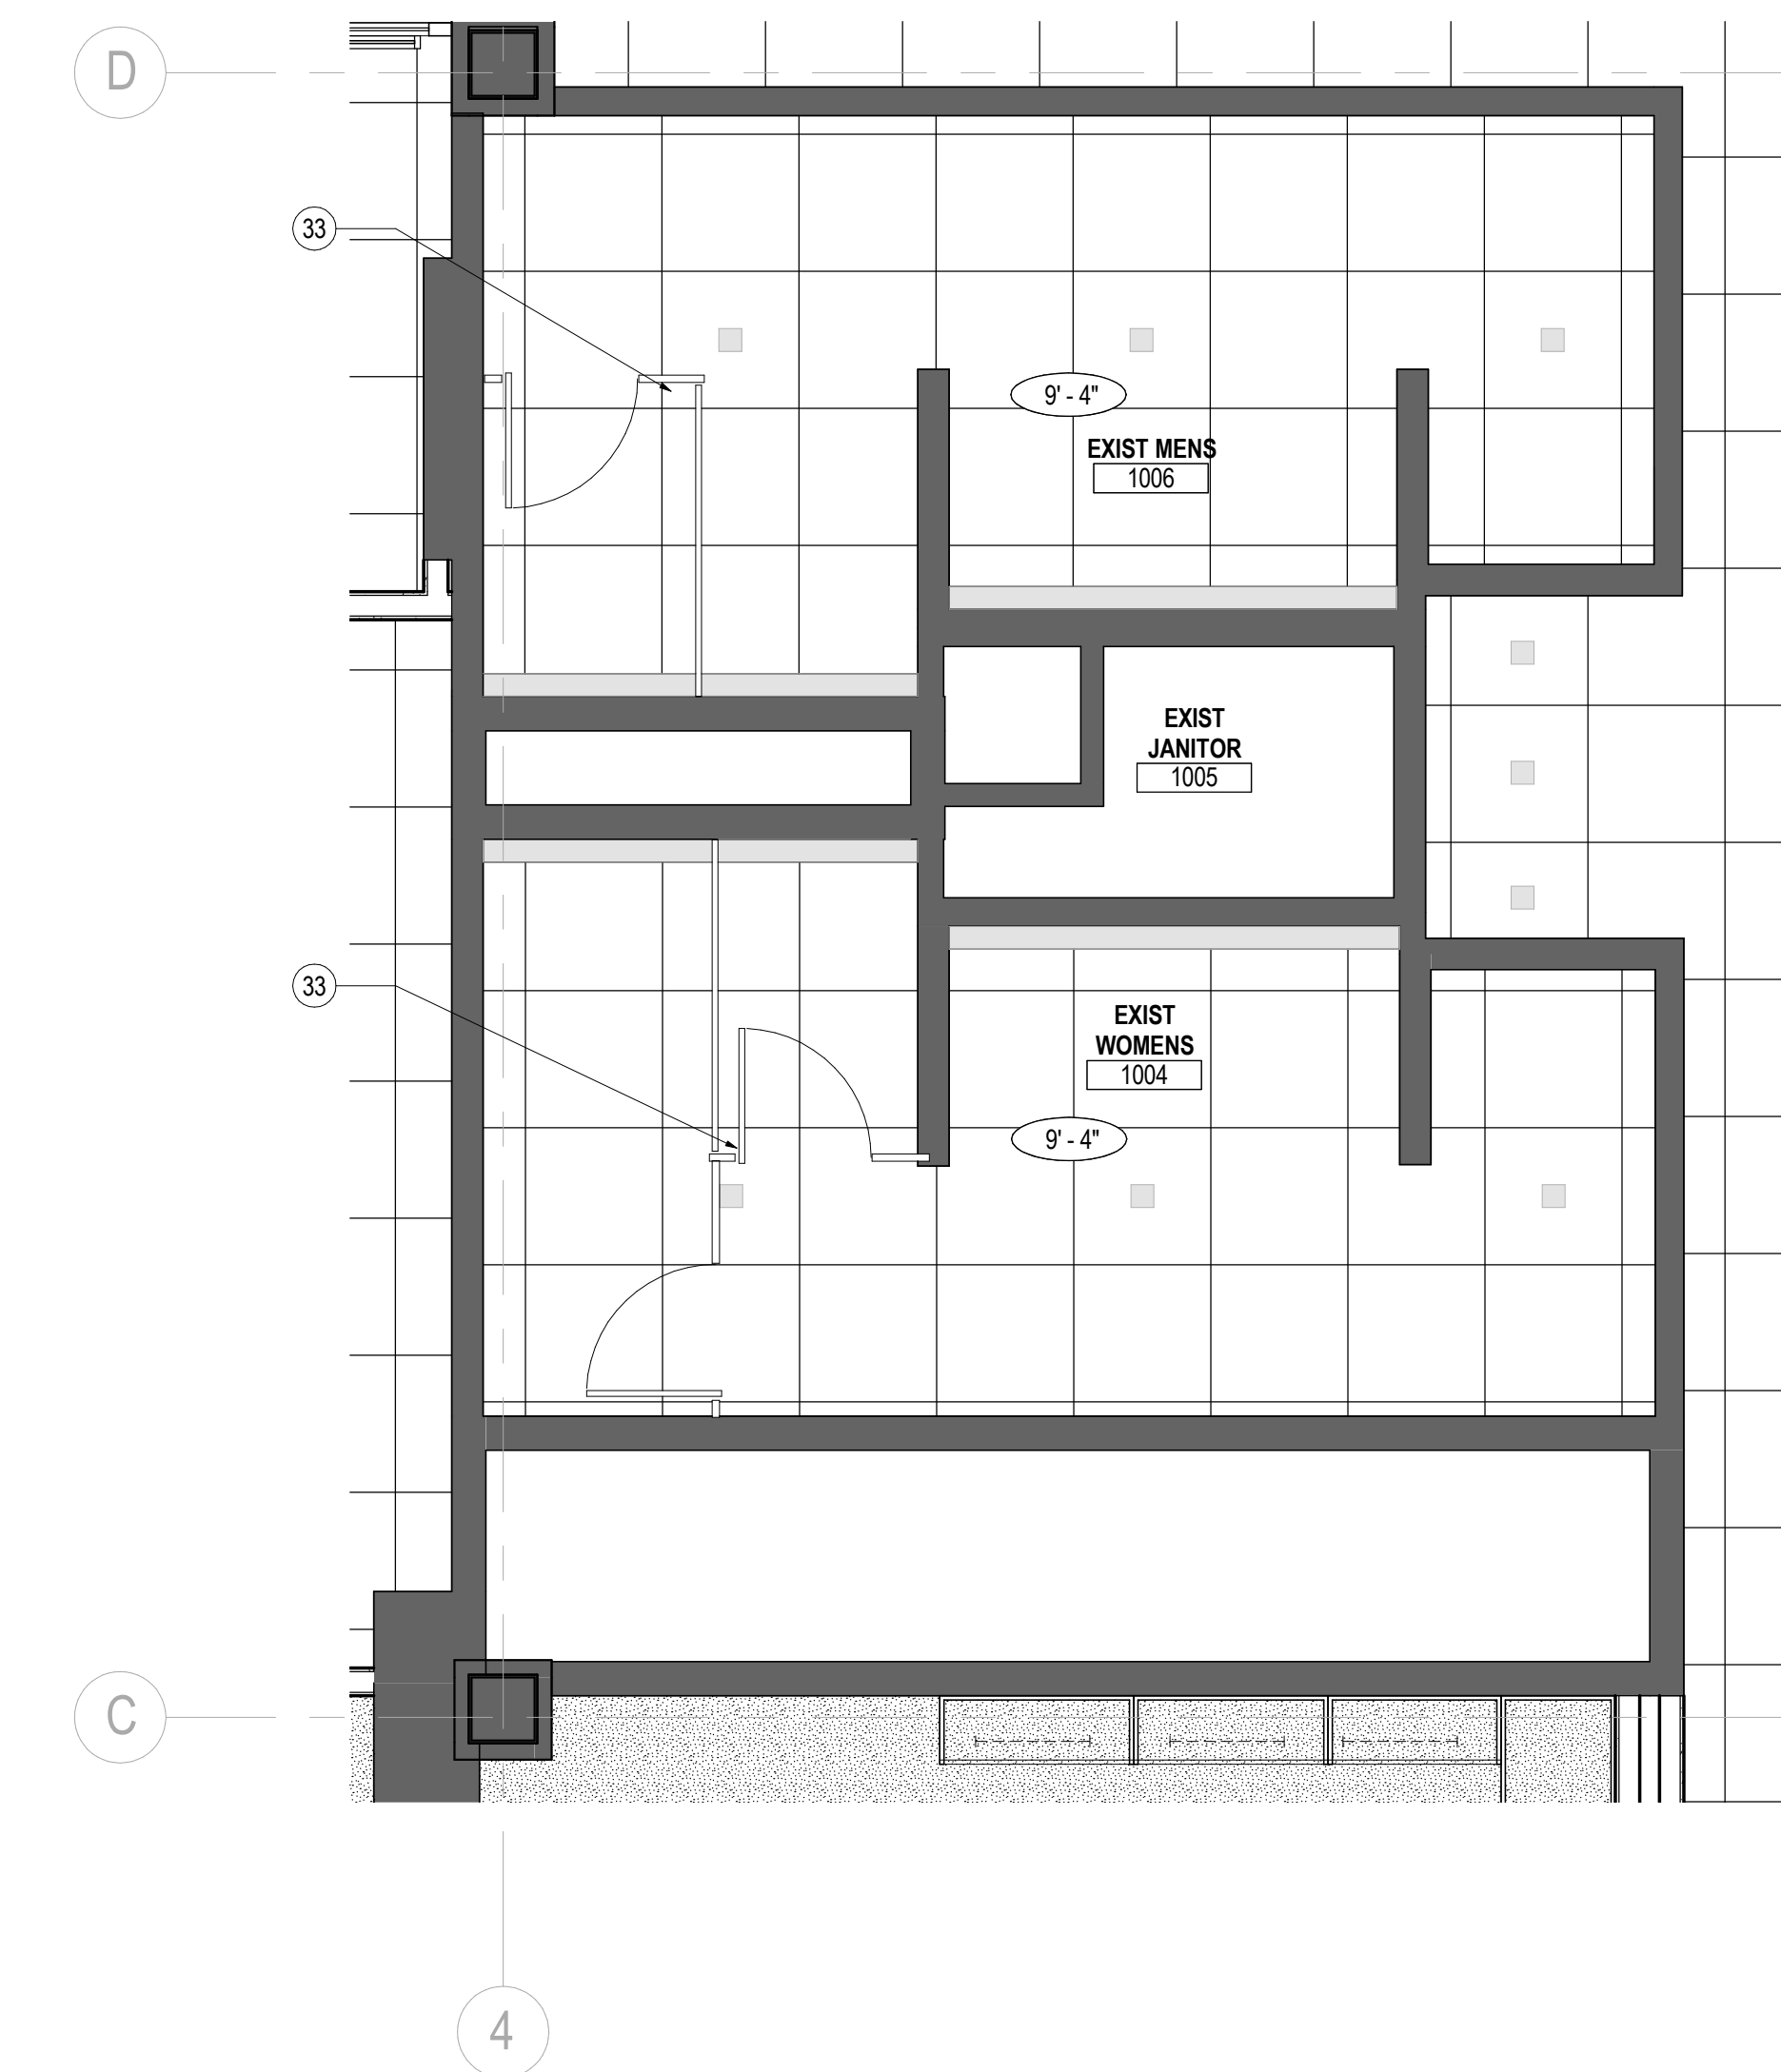 D
33
9' - 4"
EXIST MENS
1006
EXIST
JANITOR
1005
33
EXIST
WOMENS
1004
9' - 4"
C
4